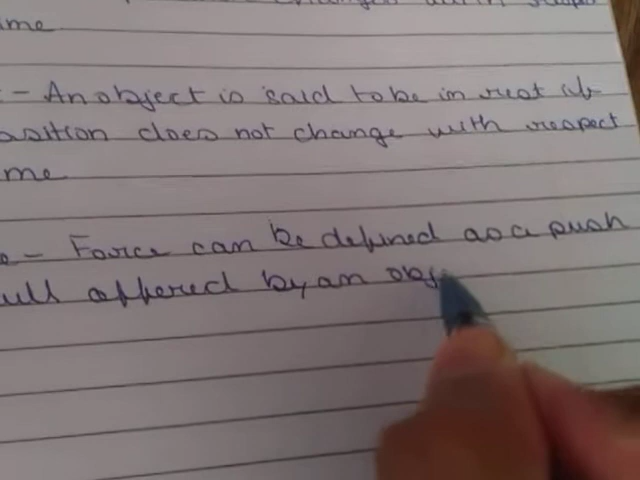 me
- An object is said to be in rest if
osition does not change with respect
me
e - Force can be defined as a push
ull offered by an obj